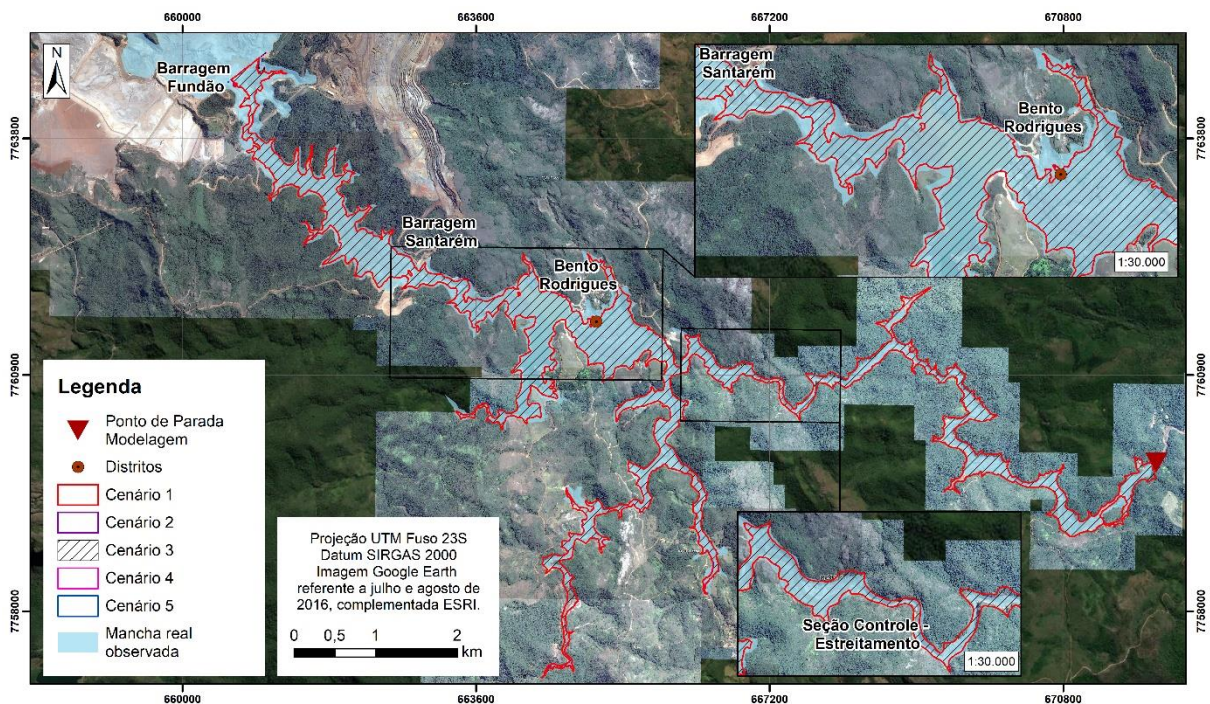 660000
663600
667200
670800
N
Barragem
Fundão
Barragem
Santarém
Bento
Rodrigues
1:30.000
7763800
7763800
Barragem
Santarém
Bento
Rodrigues
7760900
7760900
Legenda
Ponto de Parada
Modelagem
Distritos
Cenário 1
Cenário 2
Cenário 3
Cenário 4
Cenário 5
Mancha real
observada
Projeção UTM Fuso 23S
Datum SIRGAS 2000
Imagem Google Earth
referente a julho e agosto de
2016, complementada ESRI.
0 0,5 1 2
km
Seção Controle -
Estreitamento
1:30.000
7758000
7758000
660000
663600
667200
670800